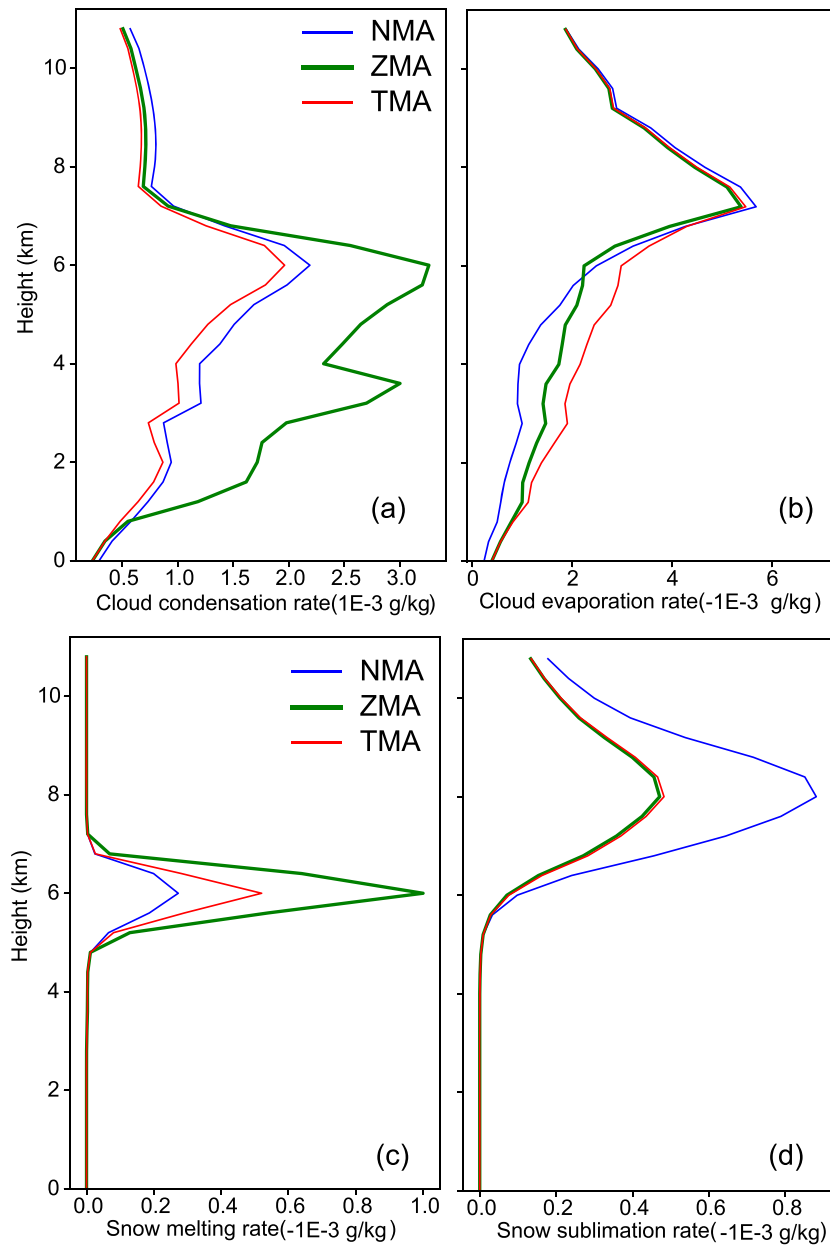 NMA
ZMA
TMA
10
8
6
4
2
0
Height (km)
(a)
(b)
0.5 1.0 1.5 2.0 2.5 3.0
0 2 4 6
Cloud condensation rate(1E-3 g/kg)
Cloud evaporation rate(-1E-3 g/kg)
NMA
ZMA
TMA
10
8
6
4
2
0
Height (km)
(c)
(d)
0.0 0.2 0.4 0.6 0.8 1.0
0.0 0.2 0.4 0.6 0.8
Snow melting rate(-1E-3 g/kg)
Snow sublimation rate(-1E-3 g/kg)